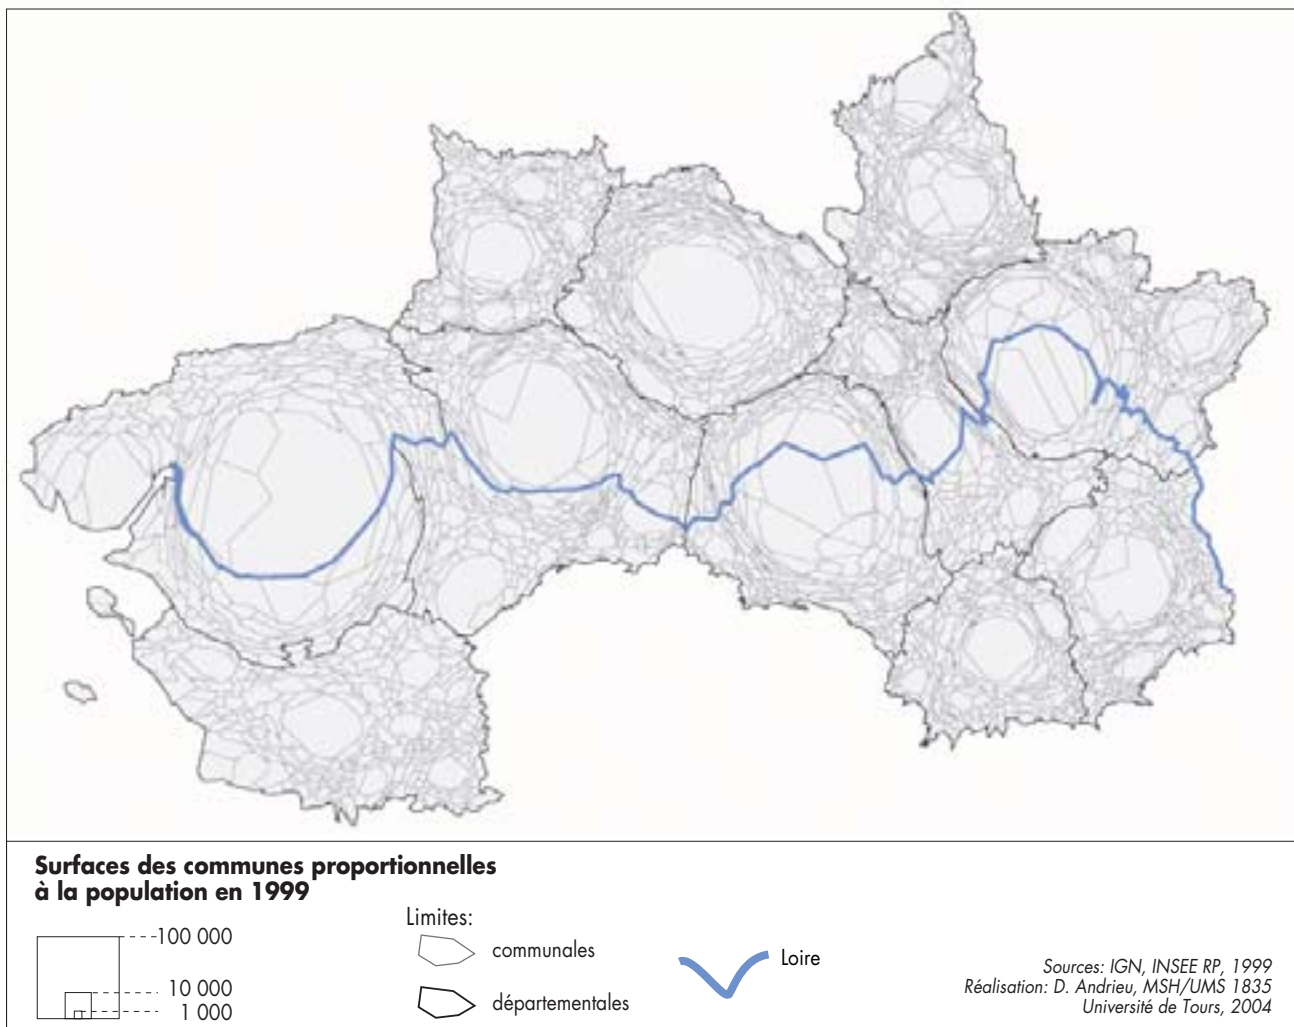 Surfaces des communes proportionnelles
à la population en 1999
100 000
10 000
1 000
Limites:
communales
départementales
Loire
Sources: IGN, INSEE RP, 1999
Réalisation: D. Andrieu, MSH/UMS 1835
Université de Tours, 2004